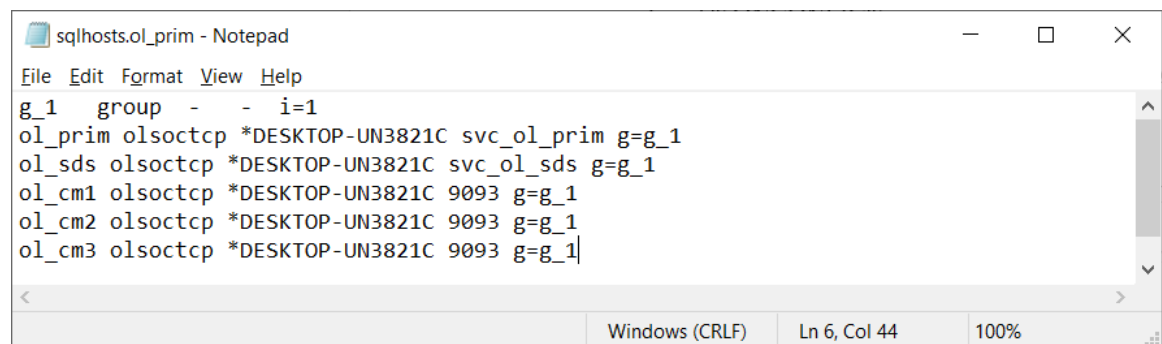 sqlhosts.ol_prim - Notepad
File Edit Format View Help
g_1   group  -   -  i=1
ol_prim olsoctcp *DESKTOP-UN3821C svc_ol_prim g=g_1
ol_sds olsoctcp *DESKTOP-UN3821C svc_ol_sds g=g_1
ol_cm1 olsoctcp *DESKTOP-UN3821C 9093 g=g_1
ol_cm2 olsoctcp *DESKTOP-UN3821C 9093 g=g_1
ol_cm3 olsoctcp *DESKTOP-UN3821C 9093 g=g_1
Windows (CRLF) Ln 6, Col 44 100%